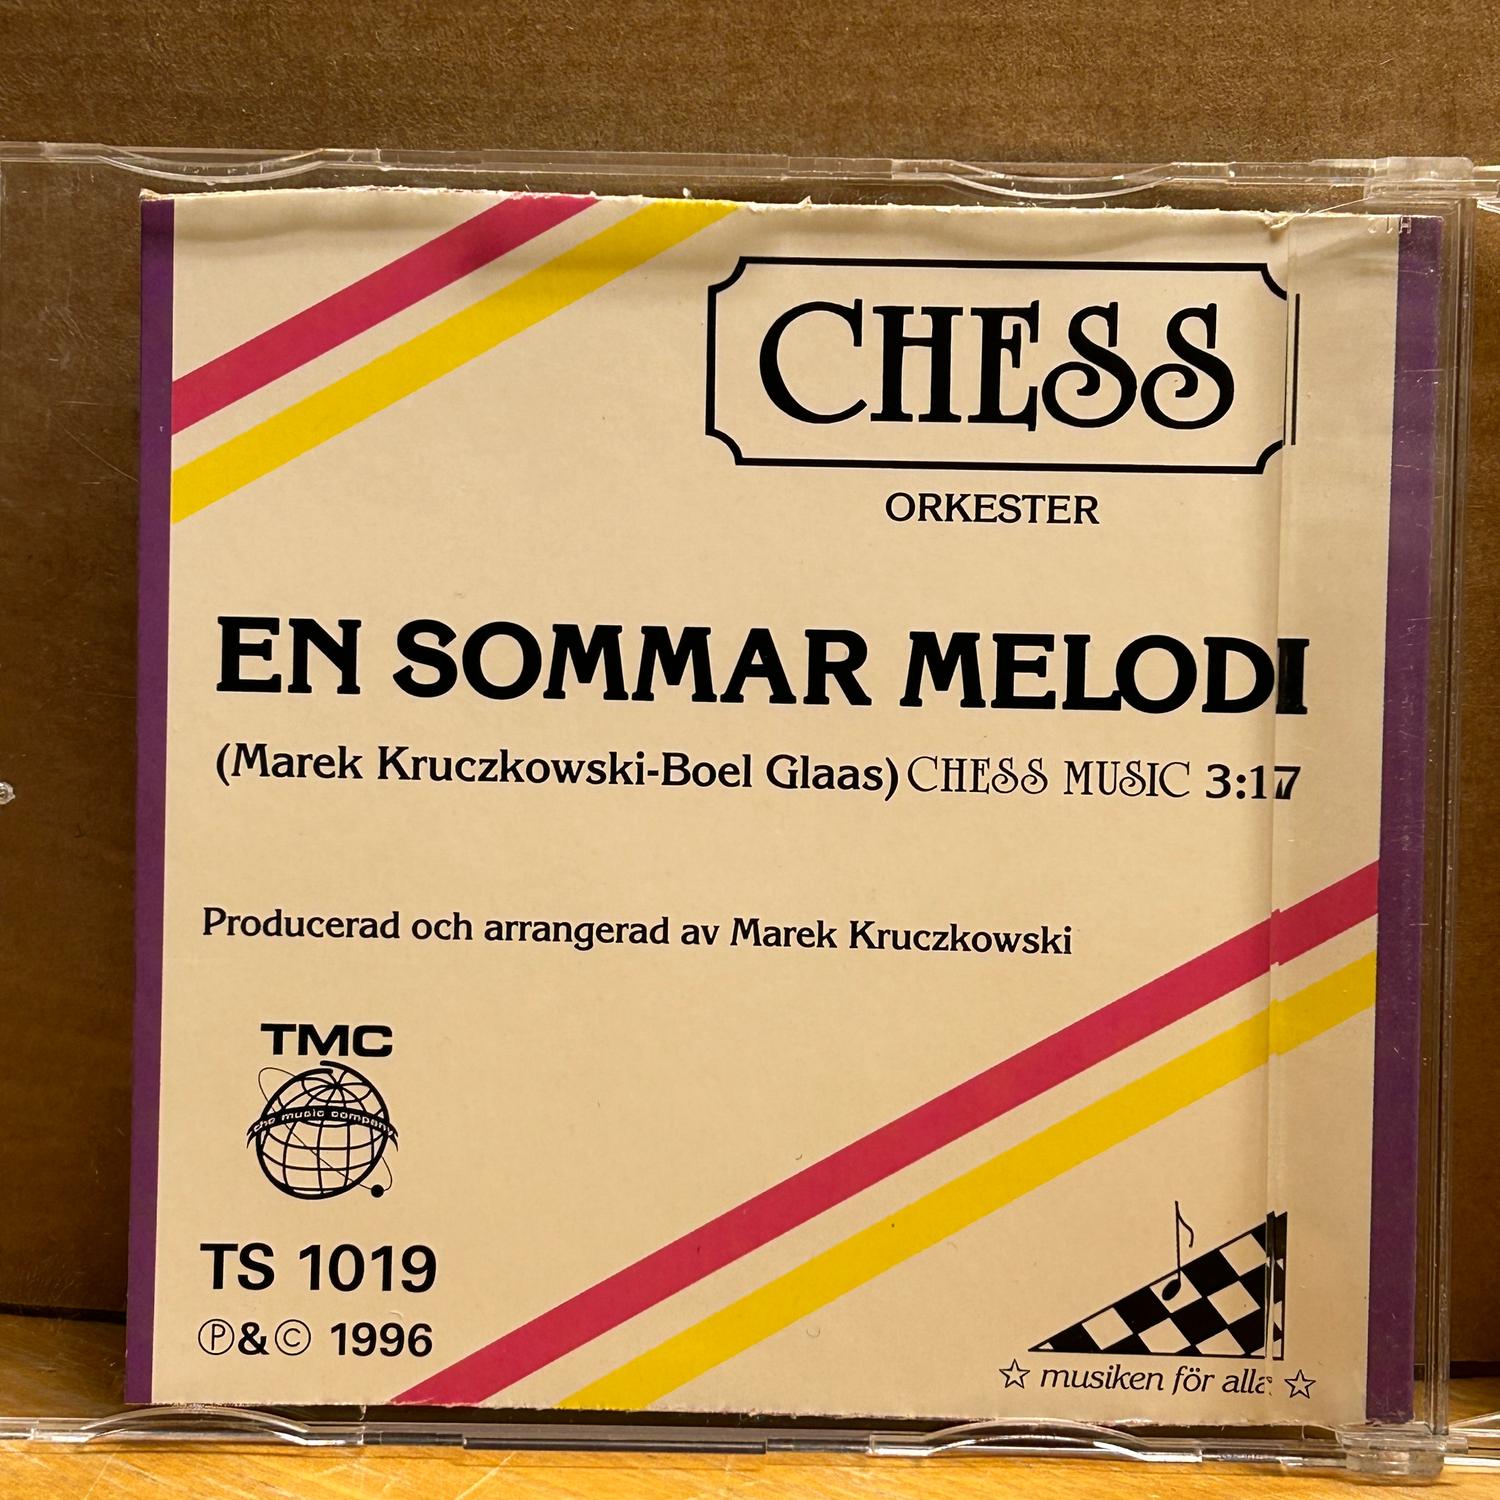 CHESS
ORKESTER
EN SOMMAR MELODI
(Marek Kruczkowski-Boel Glaas) CHESS MUSIC 3:17
Producerad och arrangerad av Marek Kruczkowski
TMC
the music company
TS 1019
Ⓟ&© 1996
☆ musiken för alla ☆